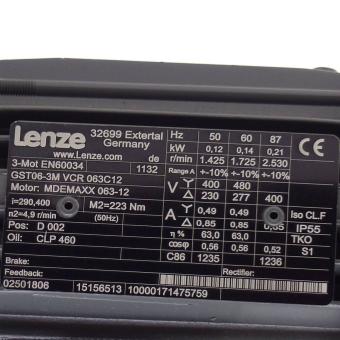 Lenze 32699 Extertal Germany Hz 50 60 87
kW 0,12 0,14 0,21
www.Lenze.com de r/min 1.425 1.725 2.530
3-Mot EN60034 1132 +-10% +-10% +-10%
GST06-3M VCR 063C12 V 400 480
Motor: MDEMAXX 063-12 230 277 400
i=290,400 M2=223 Nm A 0,49 0,49 Iso CL.F
n2=4,9 r/min (50Hz) 0,85 0,85 IP55
Pos: D 002 η % 63,0 63,0 TKO
Oil: CLP 460 cosφ 0,56 0,56 0,52 S1
C86 1235 1236
Brake:
Feedback: Rectifier:
02501806 15156513 10000171475759